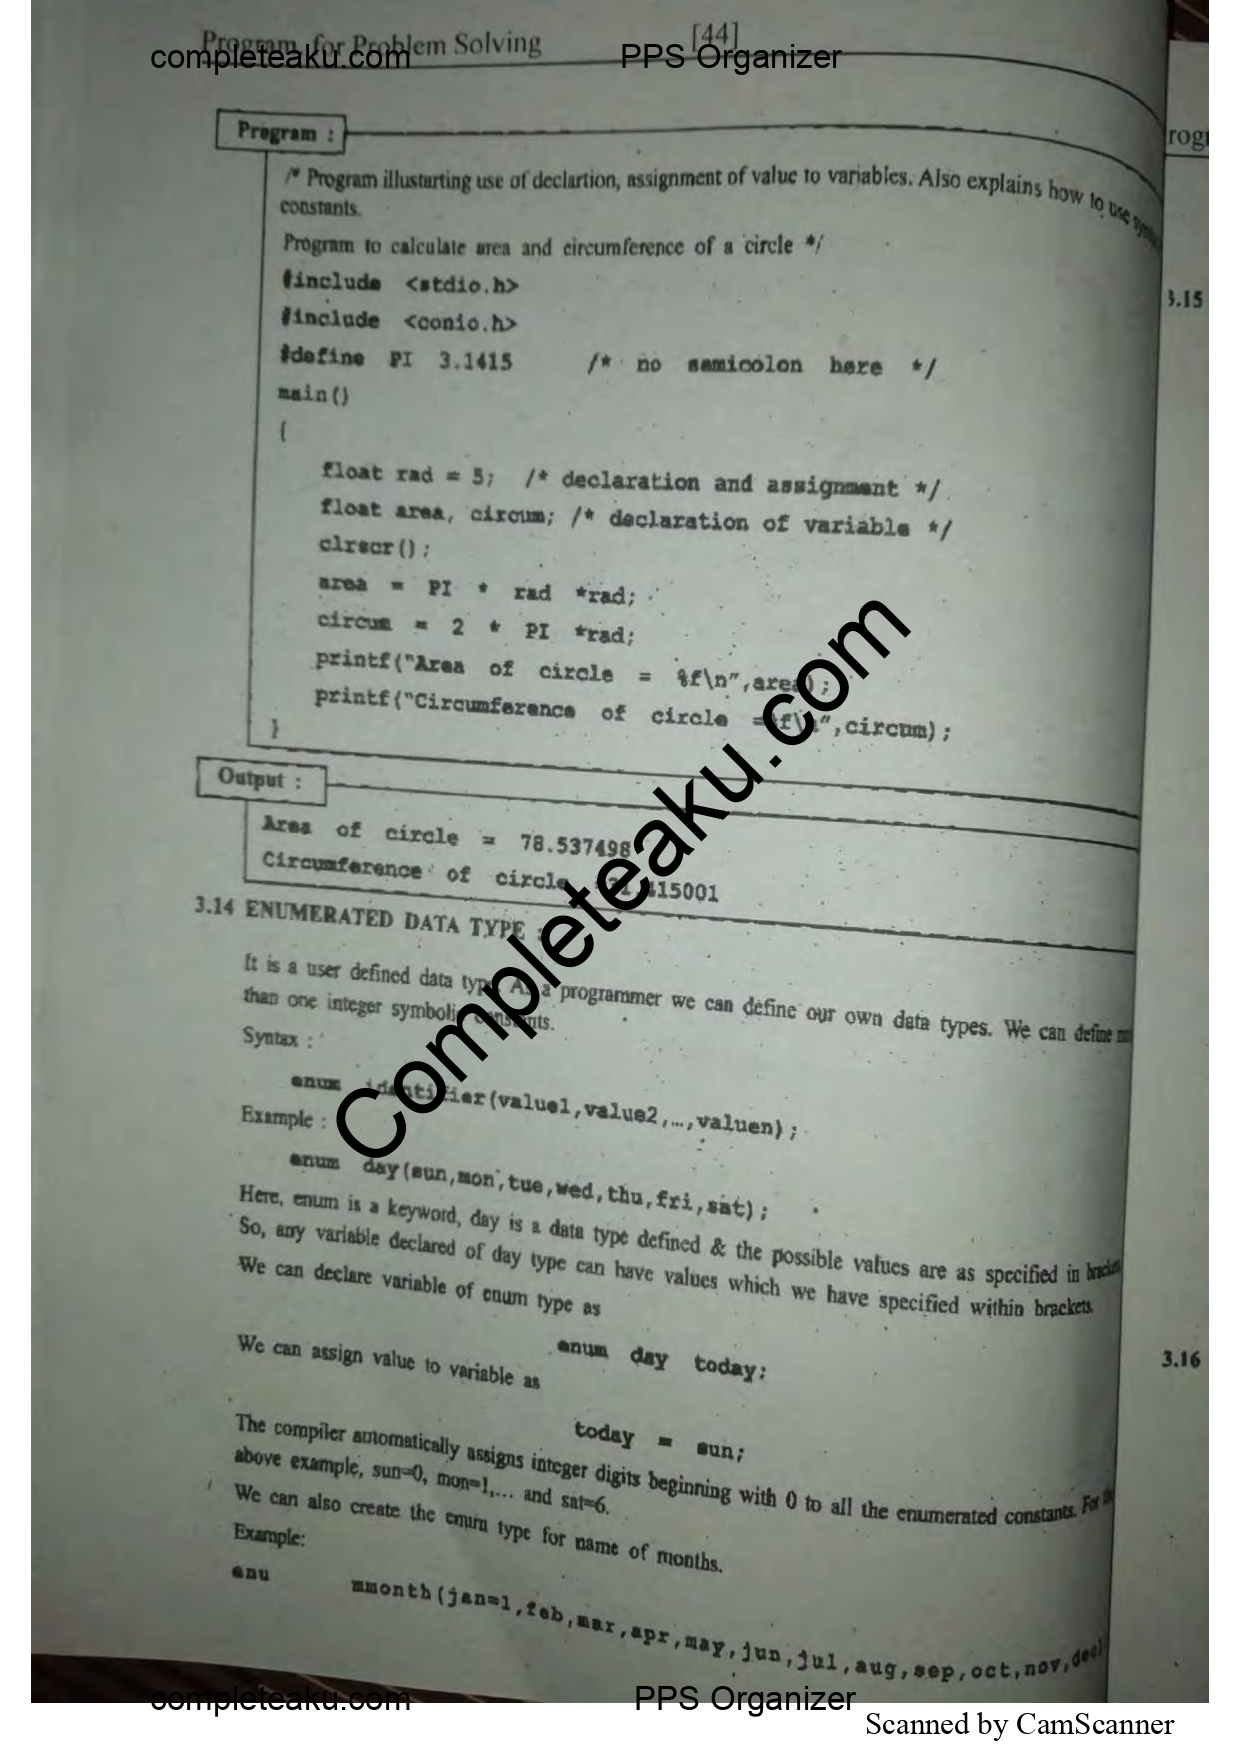 Program for Problem Solving [44]
completeaku.com PPS Organizer
Program :
/* Program illustarting use of declartion, assignment of value to variables. Also explains how to use
constants.
Program to calculate area and circumference of a circle */
#include <stdio.h>
#include <conio.h>
#define PI 3.1415 /* no semicolon here */
main()
{
float rad = 5; /* declaration and assignment */
float area, circum; /* declaration of variable */
clrscr();
area = PI * rad *rad;
circum = 2 * PI *rad;
printf("Area of circle = %f\n",area);
printf("Circumference of circle =%f\n",circum);
}
Output :
Area of circle = 78.537498
Circumference of circle =31.415001
3.14 ENUMERATED DATA TYPE :
It is a user defined data type. As a programmer we can define our own data types. We can define
than one integer symbolic constants.
Syntax :
enum identifier(value1,value2,…,valuen);
Example :
enum day(sun,mon,tue,wed,thu,fri,sat);
Here, enum is a keyword, day is a data type defined & the possible values are as specified in
So, any variable declared of day type can have values which we have specified within brackets.
We can declare variable of enum type as
enum day today;
We can assign value to variable as
today = sun;
The compiler automatically assigns integer digits beginning with 0 to all the enumerated constants. For
above example, sun=0, mon=1,… and sat=6.
We can also create the enum type for name of months.
Example:
enu mmonth(jan=1,feb,mar,apr,may,jun,jul,aug,sep,oct,nov,dec)
rogr
3.15
3.16
Completeaku.com
completeaku.com PPS Organizer
Scanned by CamScanner